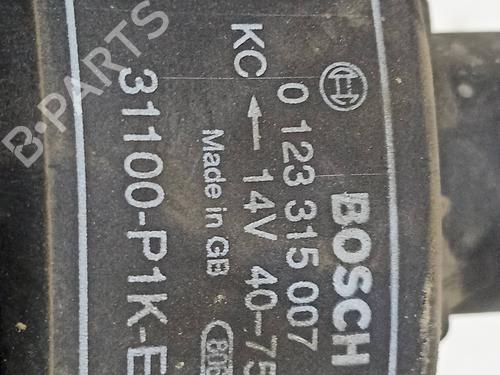 BOSCH
0 123 315 007
KC ← 14V 40-75
Made in GB
31100-P1K-E
B-PARTS